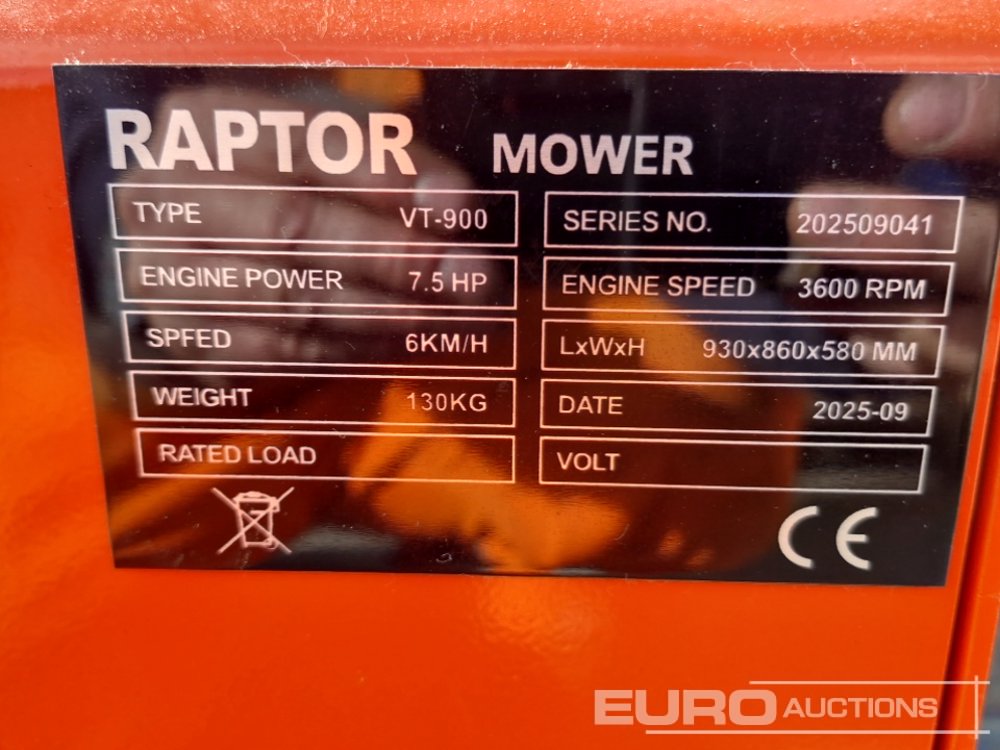 RAPTOR MOWER
TYPE VT-900 SERIES NO. 202509041
ENGINE POWER 7.5 HP ENGINE SPEED 3600 RPM
SPFED 6KM/H LxWxH 930x860x580 MM
WEIGHT 130KG DATE 2025-09
RATED LOAD VOLT
CE
EURO AUCTIONS